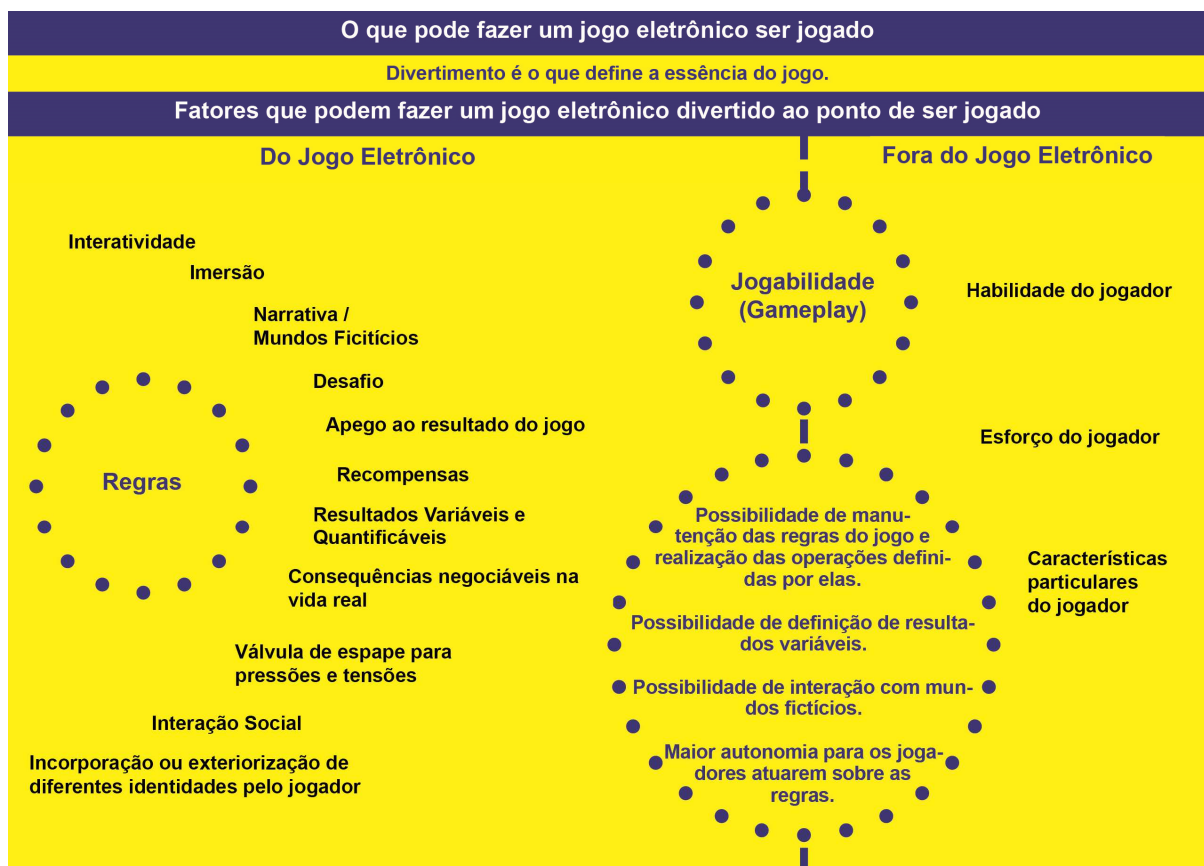 O que pode fazer um jogo eletrônico ser jogado
Divertimento é o que define a essência do jogo.
Fatores que podem fazer um jogo eletrônico divertido ao ponto de ser jogado
Do Jogo Eletrônico
Fora do Jogo Eletrônico
Interatividade
Imersão
Narrativa /
Mundos Ficitícios
Desafio
Apego ao resultado do jogo
Regras
Recompensas
Resultados Variáveis e
Quantificáveis
Consequências negociáveis na
vida real
Válvula de espape para
pressões e tensões
Interação Social
Incorporação ou exteriorização de
diferentes identidades pelo jogador
Jogabilidade
(Gameplay)
Possibilidade de manu-
tenção das regras do jogo e
realização das operações defini-
das por elas.
Possibilidade de definição de resulta-
dos variáveis.
Possibilidade de interação com mun-
dos fictícios.
Maior autonomia para os joga-
dores atuarem sobre as
regras.
Habilidade do jogador
Esforço do jogador
Características
particulares
do jogador